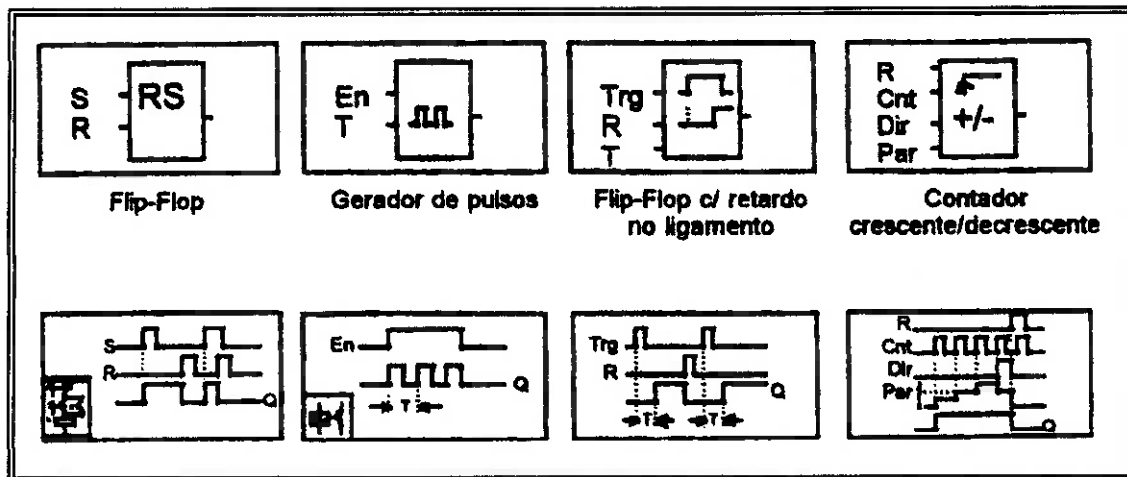 S
R
RS
En
T
Trg
R
T
R
Cnt
Dir
Par
+/-
Flip-Flop
Gerador de pulsos
Flip-Flop c/ retardo
no ligamento
Contador
crescente/decrescente
S
R
Q
En
Q
T
Trg
R
Q
T T
R
Cnt
Dir
Par
Q